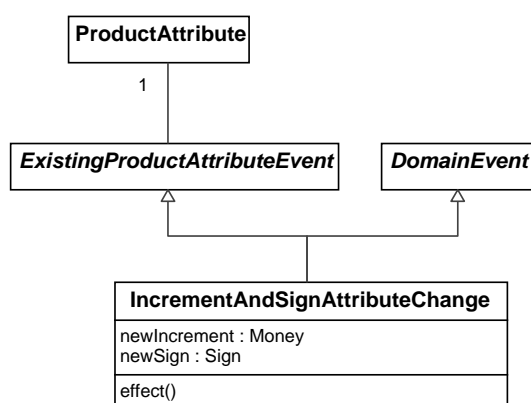 ProductAttribute
1
ExistingProductAttributeEvent
DomainEvent
IncrementAndSignAttributeChange
newIncrement : Money
newSign : Sign
effect()